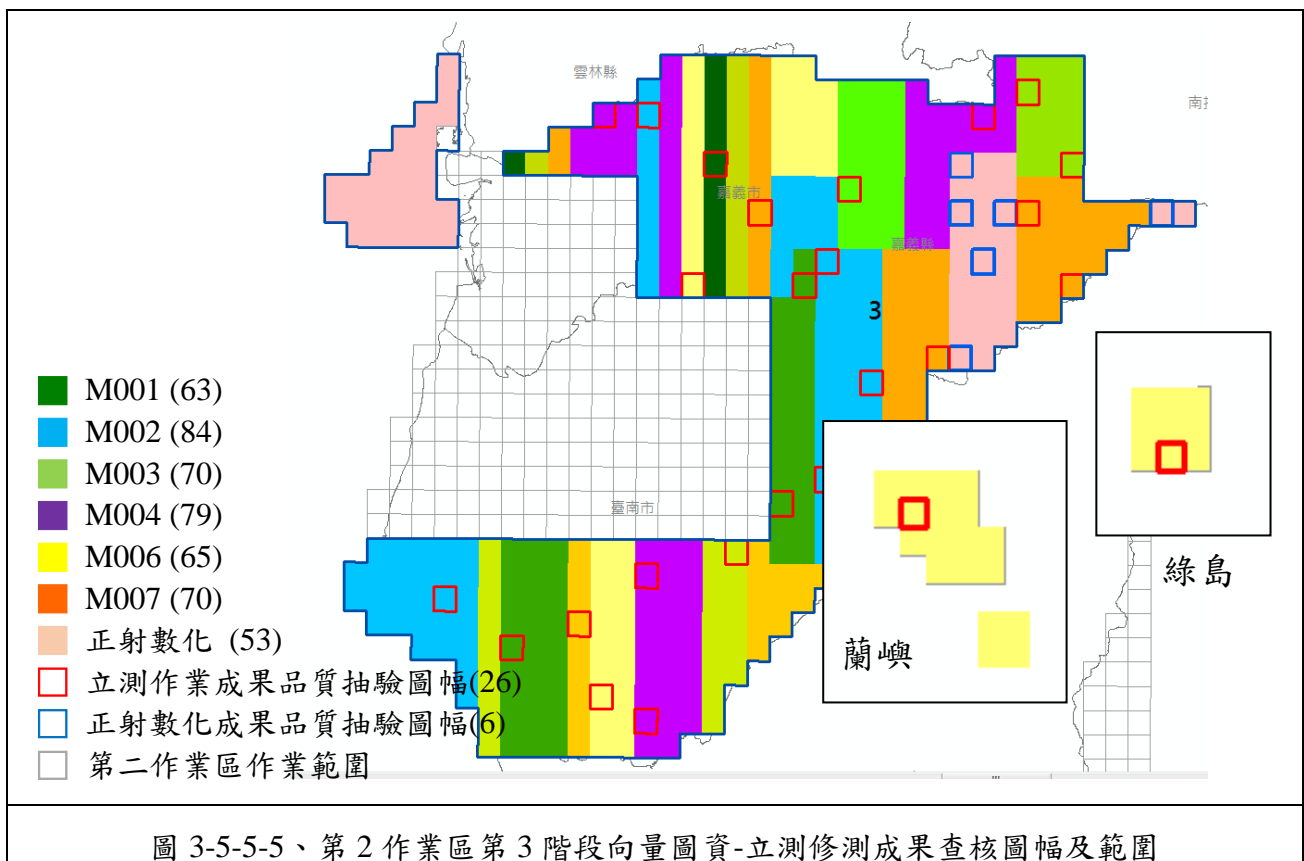 雲林縣
嘉義市
嘉義縣
3
臺南市
M001 (63)
M002 (84)
M003 (70)
M004 (79)
M006 (65)
M007 (70)
正射數化 (53)
立測作業成果品質抽驗圖幅(26)
正射數化成果品質抽驗圖幅(6)
第二作業區作業範圍
蘭嶼
綠島
圖 3-5-5-5、第 2 作業區第 3 階段向量圖資-立測修測成果查核圖幅及範圍